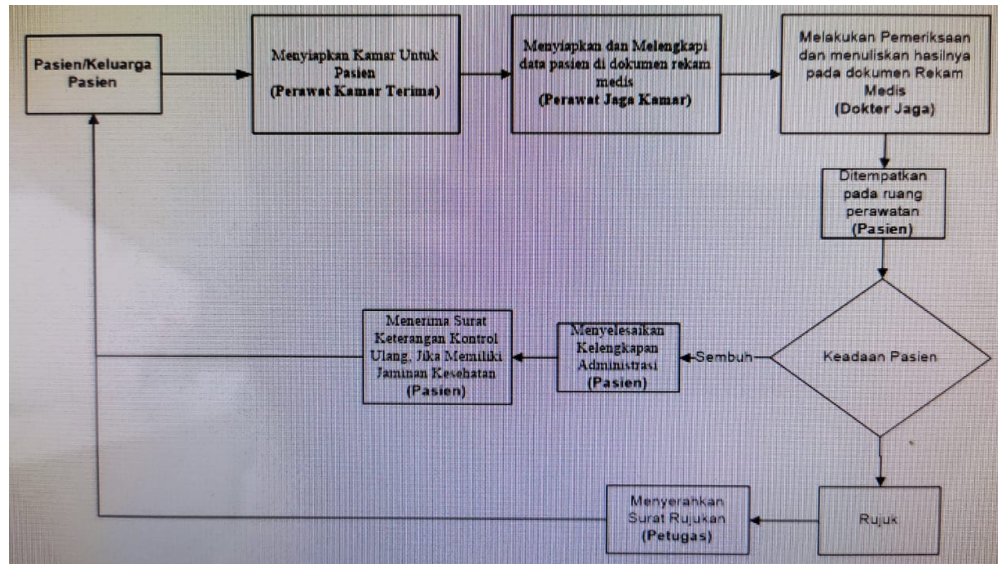 Pasien/Keluarga
Pasien
Menyiapkan Kamar Untuk
Pasien
(Perawat Kamar Terima)
Menyiapkan dan Melengkapi
data pasien di dokumen rekam
medis
(Perawat Jaga Kamar)
Melakukan Pemeriksaan
dan menuliskan hasilnya
pada dokumen Rekam
Medis
(Dokter Jaga)
Ditempatkan
pada ruang
perawatan
(Pasien)
Keadaan Pasien
Sembuh
Menyelesaikan
Kelengkapan
Administrasi
(Pasien)
Menerima Surat
Keterangan Kontrol
Ulang, Jika Memiliki
Jaminan Kesehatan
(Pasien)
Rujuk
Menyerahkan
Surat Rujukan
(Petugas)